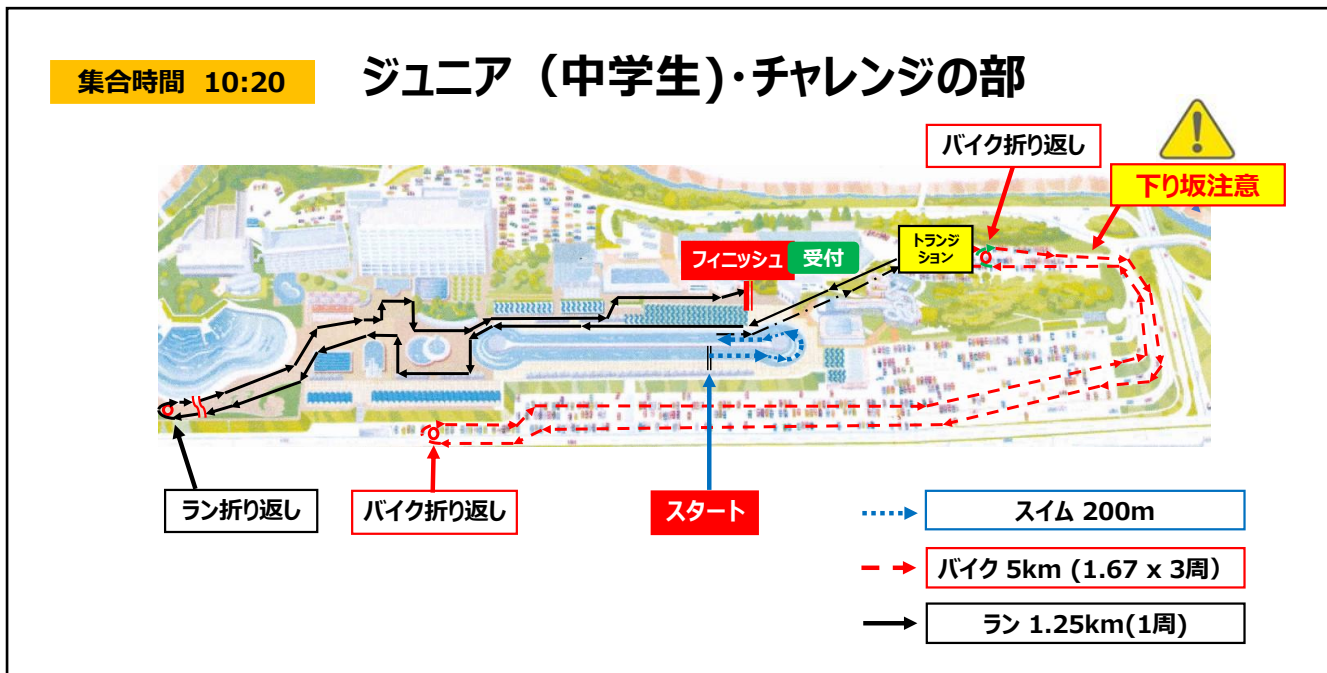 集合時間 10:20
ジュニア（中学生)･チャレンジの部
バイク折り返し
下り坂注意
トランジ
ション
フィニッシュ
受付
ラン折り返し
バイク折り返し
スタート
スイム 200m
バイク 5km (1.67 x 3周）
ラン 1.25km(1周)